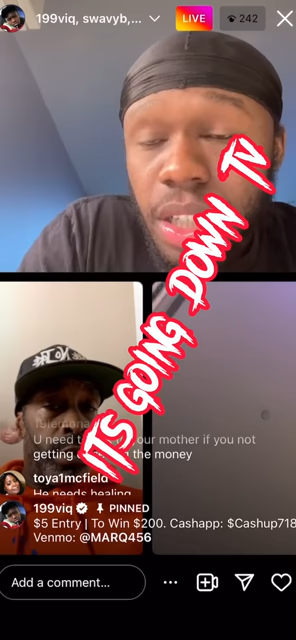 199viq, swavyb,...
LIVE
242
ITS GOING DOWN TV
U need t our mother if you not
getting the money
toya1mcfield
He needs healing
199viq PINNED
$5 Entry | To Win $200. Cashapp: $Cashup718
Venmo: @MARQ456
Add a comment...